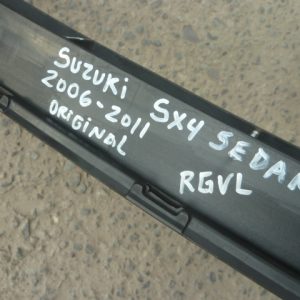 SUZUKI SX4 SEDAN
2006-2011
ORIGINAL
RGVL